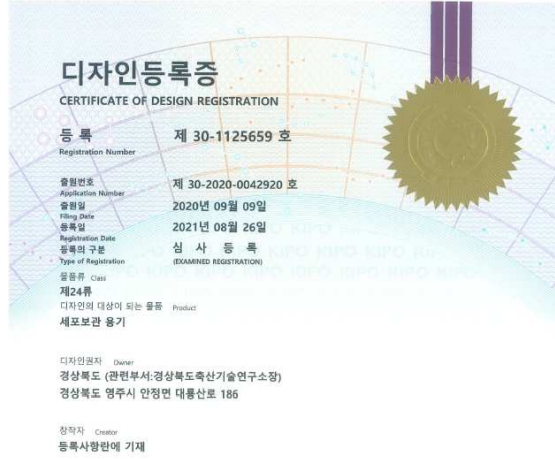 디자인등록증
CERTIFICATE OF DESIGN REGISTRATION
등 록 제 30-1125659 호
Registration Number
출원번호 제 30-2020-0042920 호
Application Number
출원일 2020년 09월 09일
Filing Date
등록일 2021년 08월 26일
Registration Date
등록의 구분 심 사 등 록
Type of Registration (EXAMINED REGISTRATION)
물품류 Class
제24류
디자인의 대상이 되는 물품 Product
세포보관 용기
디자인권자 Owner
경상북도 (관련부서:경상북도축산기술연구소장)
경상북도 영주시 안정면 대룡산로 186
창작자 Creator
등록사항란에 기재